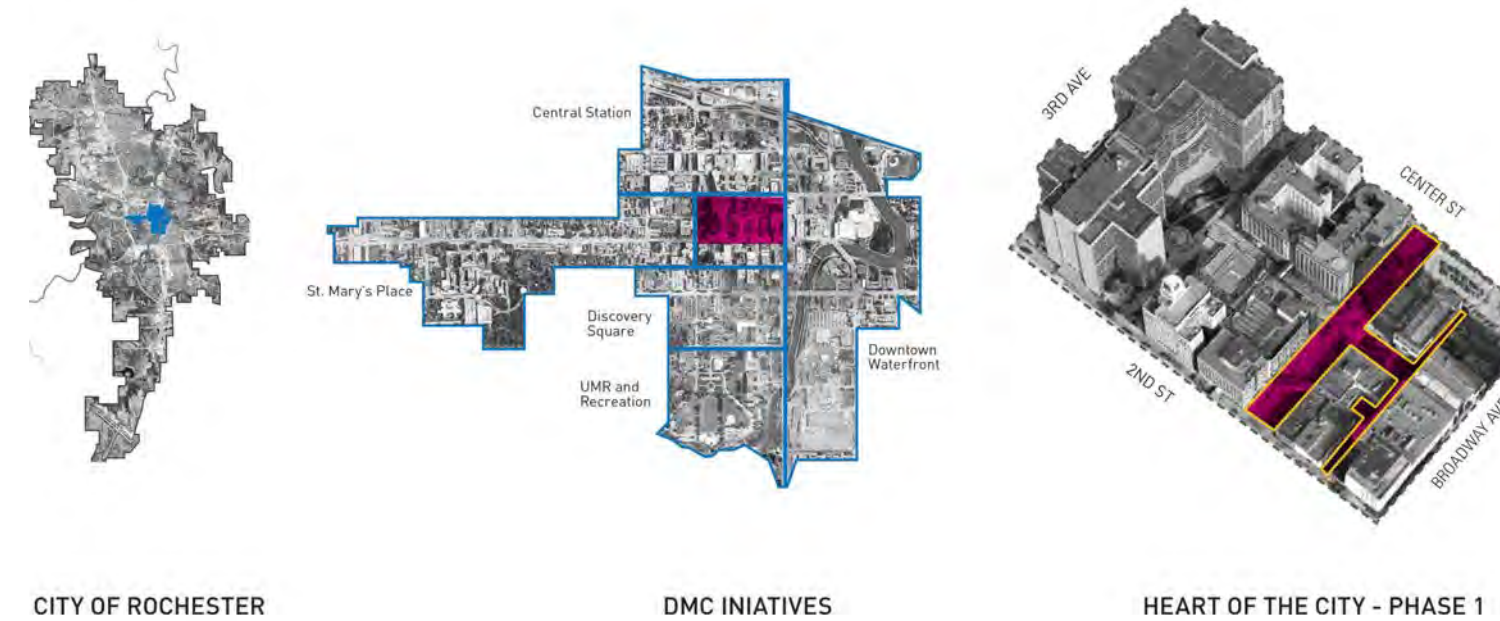 Central Station
St. Mary's Place
Discovery
Square
UMR and
Recreation
Downtown
Waterfront
3RD AVE
CENTER ST
2ND ST
BROADWAY AVE
CITY OF ROCHESTER
DMC INIATIVES
HEART OF THE CITY - PHASE 1